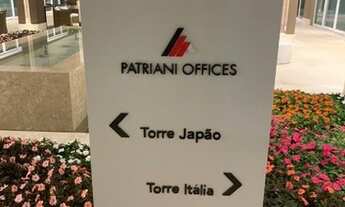 PATRIANI OFFICES
Torre Japão
Torre Itália